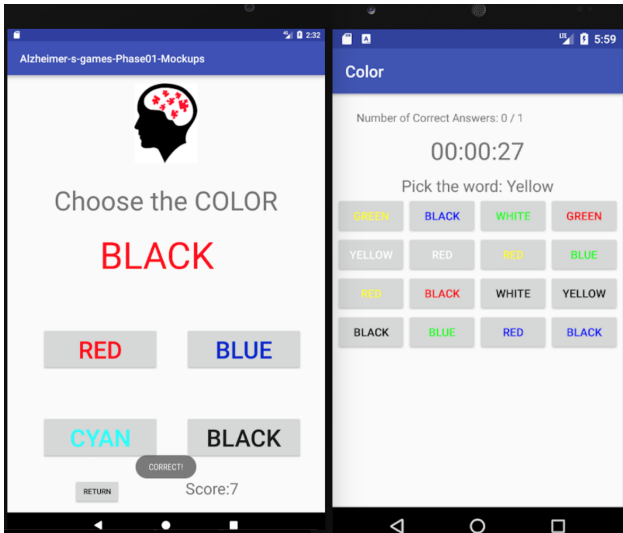 2:32
Alzheimer-s-games-Phase01-Mockups
Choose the COLOR
BLACK
RED BLUE
CYAN BLACK
CORRECT!
RETURN Score:7
A LTE 5:59
Color
Number of Correct Answers: 0 / 1
00:00:27
Pick the word: Yellow
GREEN BLACK WHITE GREEN
YELLOW RED RED BLUE
RED BLACK WHITE YELLOW
BLACK BLUE RED BLACK